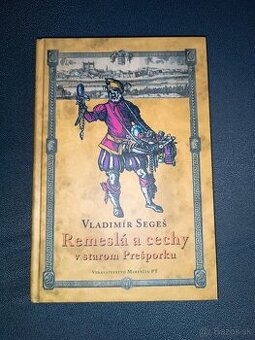 Vladimír Segeš
Remeslá a cechy
v starom Prešporku
Vydavateľstvo Marenčin PT